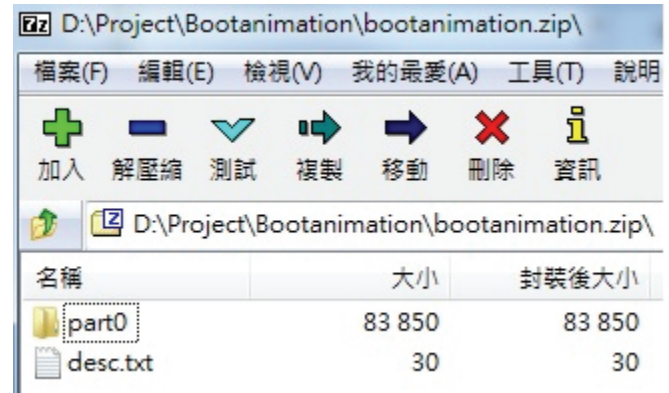 7z D:\Project\Bootanimation\bootanimation.zip\
檔案(F) 編輯(E) 檢視(V) 我的最愛(A) 工具(T) 說明
加入 解壓縮 測試 複製 移動 刪除 資訊
D:\Project\Bootanimation\bootanimation.zip\
名稱 大小 封裝後大小
part0 83 850 83 850
desc.txt 30 30